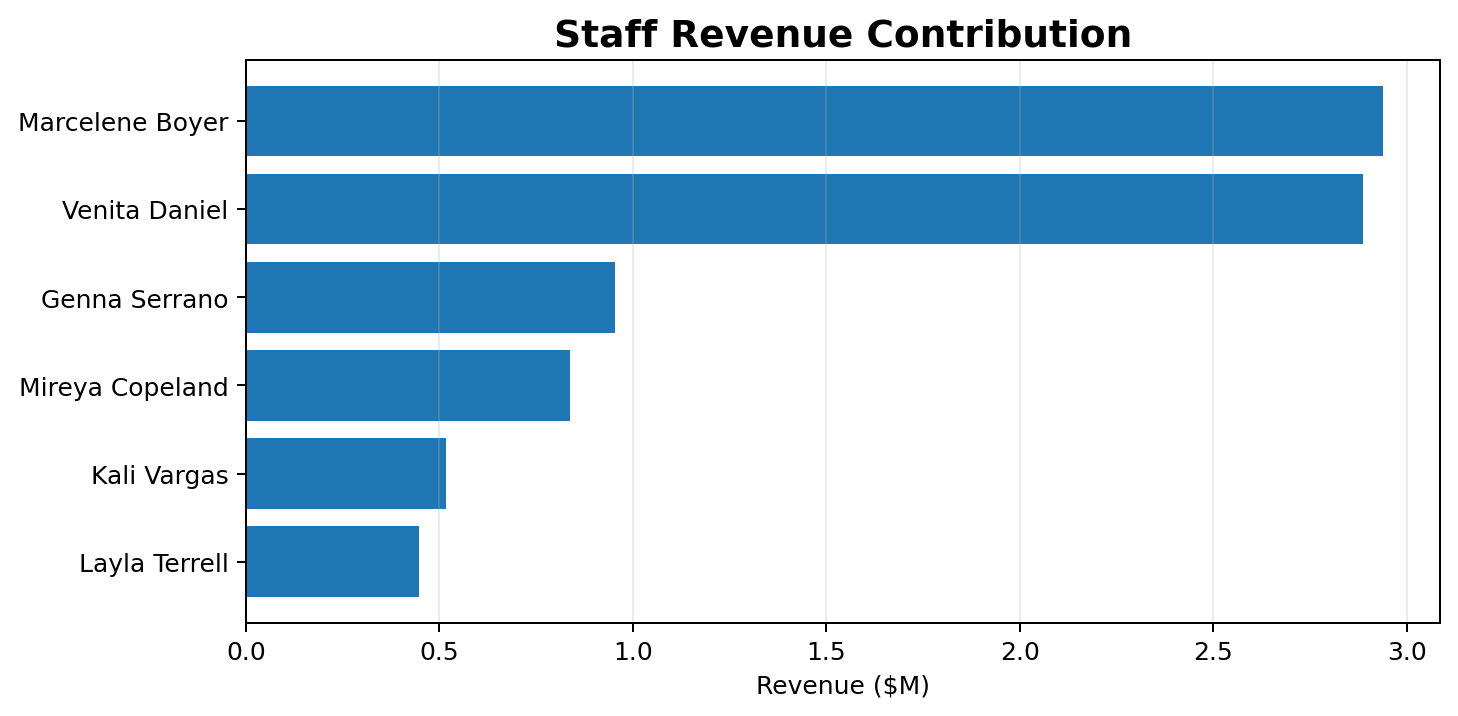 Staff Revenue Contribution
Marcelene Boyer
Venita Daniel
Genna Serrano
Mireya Copeland
Kali Vargas
Layla Terrell
0.0 0.5 1.0 1.5 2.0 2.5 3.0
Revenue ($M)